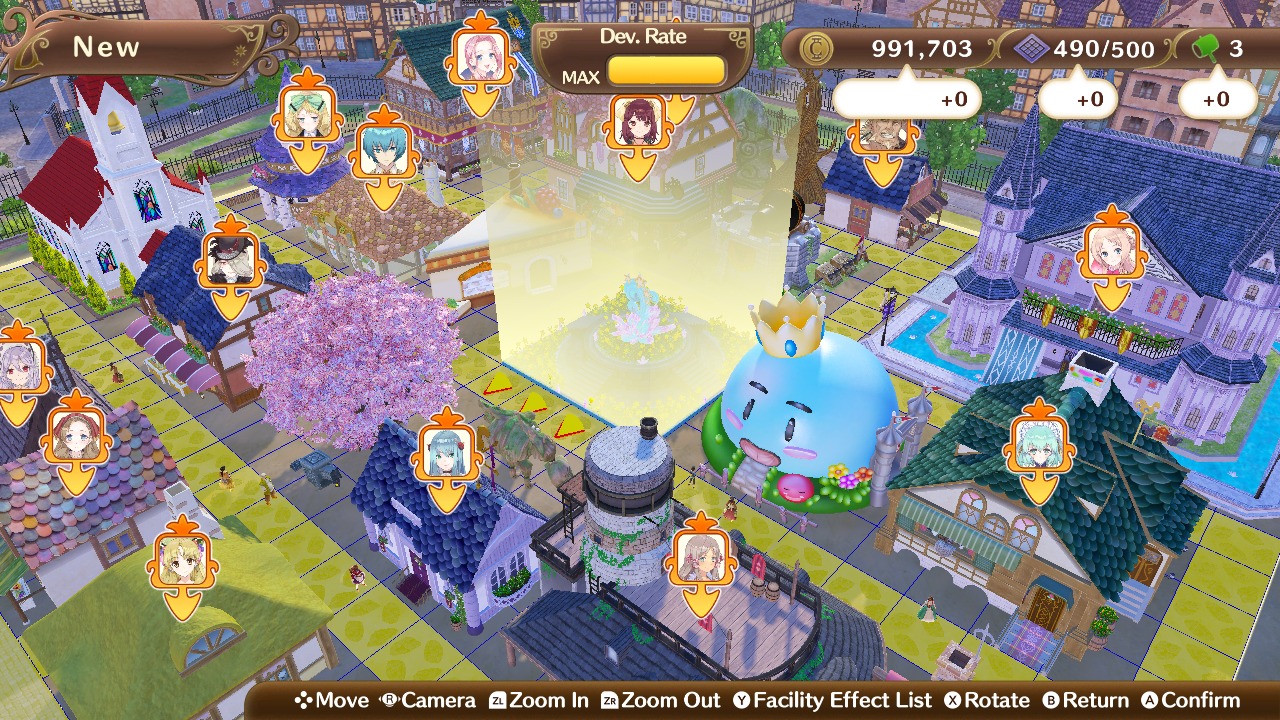 New
Dev. Rate
MAX
991,703
490/500
3
+0
+0
+0
Move R Camera ZL Zoom In ZR Zoom Out Y Facility Effect List X Rotate B Return A Confirm